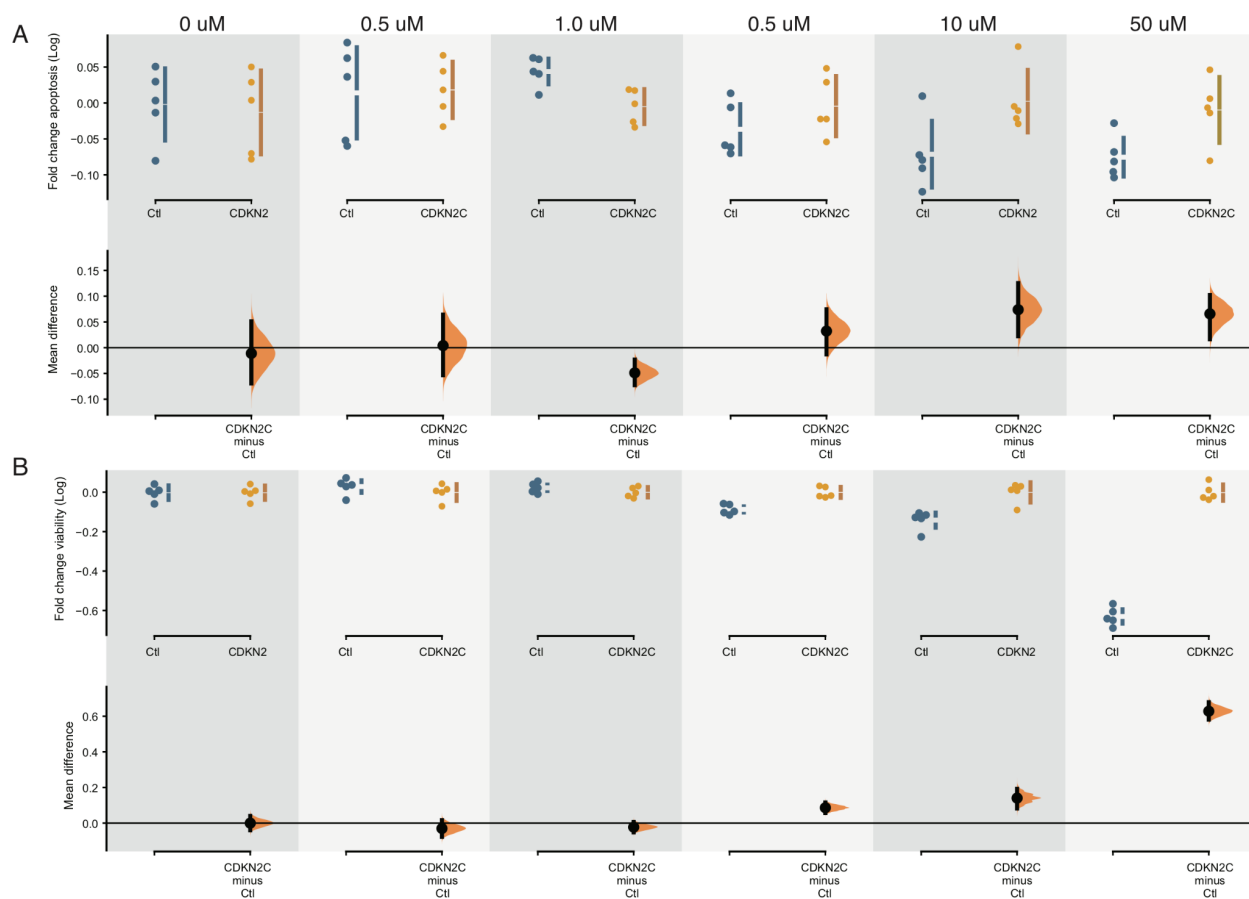 A
0 uM 0.5 uM 1.0 uM 0.5 uM 10 uM 50 uM
Fold change apoptosis (Log)
0.05
0.00
−0.05
−0.10
Ctl CDKN2 Ctl CDKN2C Ctl CDKN2C Ctl CDKN2C Ctl CDKN2 Ctl CDKN2C
Mean difference
0.15
0.10
0.05
0.00
−0.05
−0.10
CDKN2C CDKN2C CDKN2C CDKN2C CDKN2C CDKN2C
minus minus minus minus minus minus
Ctl Ctl Ctl Ctl Ctl Ctl
B
Fold change viability (Log)
0.0
−0.2
−0.4
−0.6
Ctl CDKN2 Ctl CDKN2C Ctl CDKN2C Ctl CDKN2C Ctl CDKN2 Ctl CDKN2C
Mean difference
0.6
0.4
0.2
0.0
CDKN2C CDKN2C CDKN2C CDKN2C CDKN2C CDKN2C
minus minus minus minus minus minus
Ctl Ctl Ctl Ctl Ctl Ctl